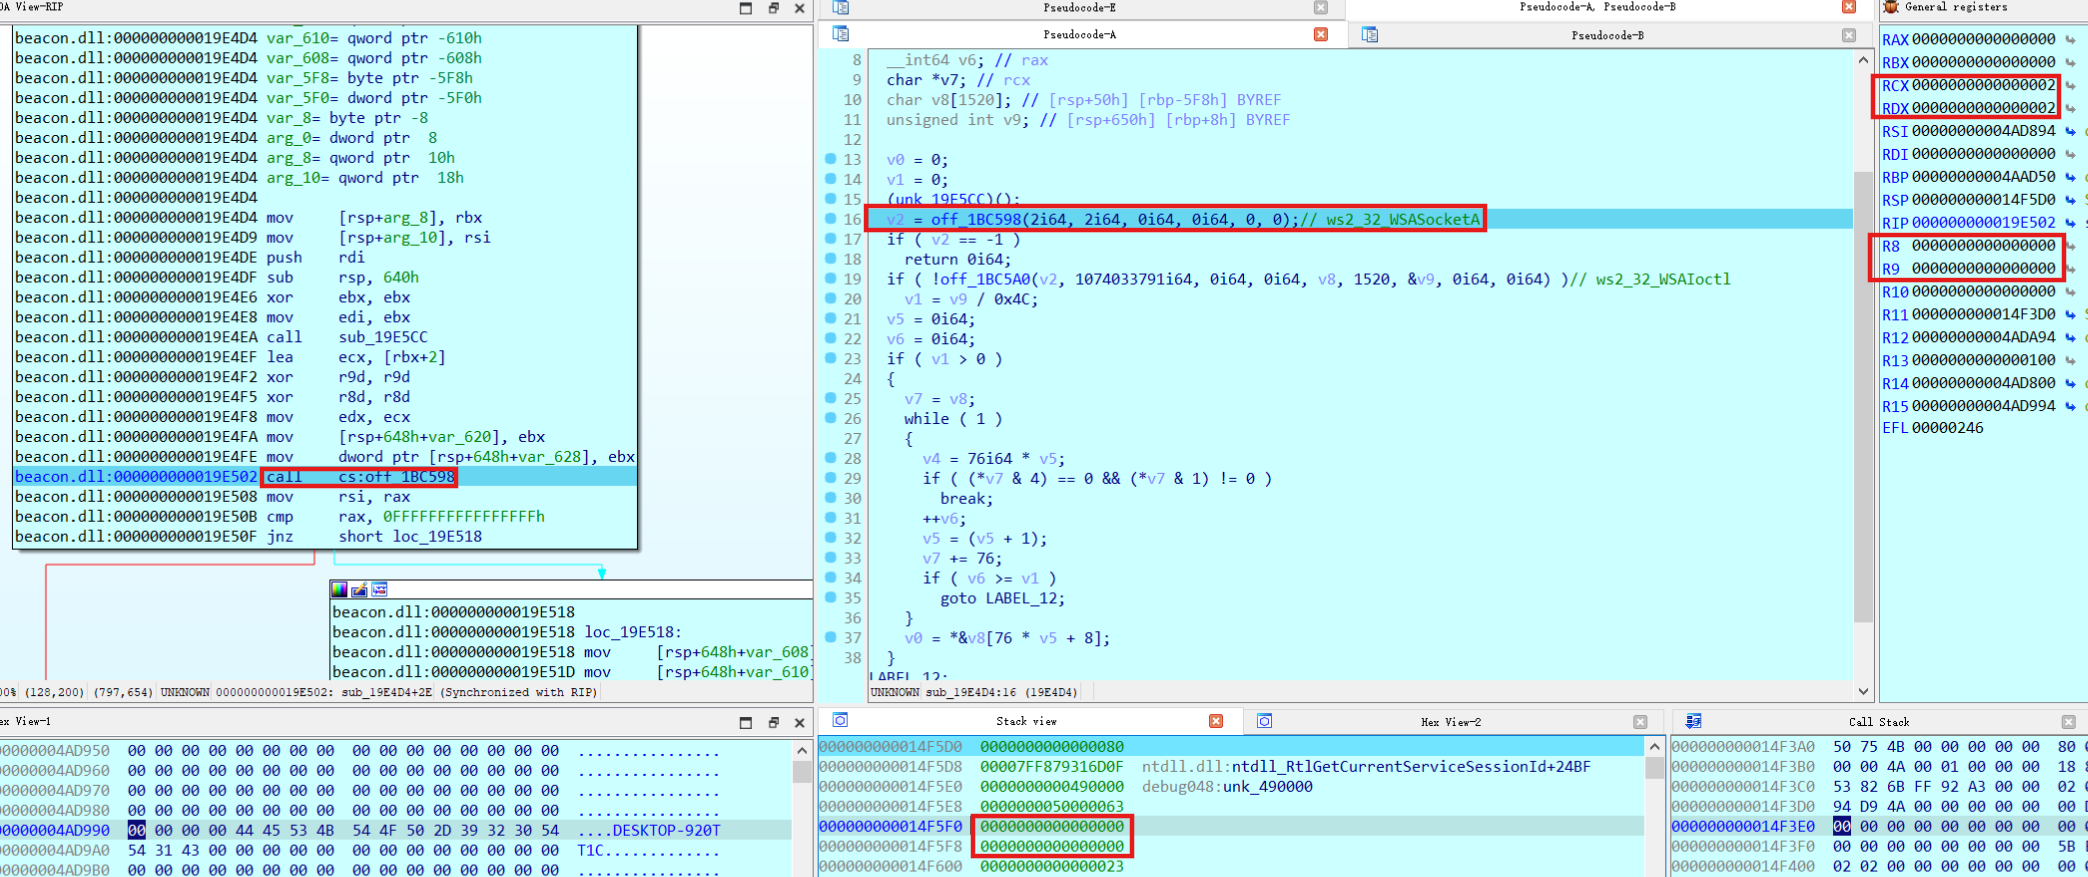 DA View-RIP
beacon.dll:000000000019E4D4 var_610= qword ptr -610h
beacon.dll:000000000019E4D4 var_608= qword ptr -608h
beacon.dll:000000000019E4D4 var_5F8= byte ptr -5F8h
beacon.dll:000000000019E4D4 var_5F0= dword ptr -5F0h
beacon.dll:000000000019E4D4 var_8= byte ptr -8
beacon.dll:000000000019E4D4 arg_0= dword ptr  8
beacon.dll:000000000019E4D4 arg_8= qword ptr  10h
beacon.dll:000000000019E4D4 arg_10= qword ptr  18h
beacon.dll:000000000019E4D4
beacon.dll:000000000019E4D4 mov     [rsp+arg_8], rbx
beacon.dll:000000000019E4D9 mov     [rsp+arg_10], rsi
beacon.dll:000000000019E4DE push    rdi
beacon.dll:000000000019E4DF sub     rsp, 640h
beacon.dll:000000000019E4E6 xor     ebx, ebx
beacon.dll:000000000019E4E8 mov     edi, ebx
beacon.dll:000000000019E4EA call    sub_19E5CC
beacon.dll:000000000019E4EF lea     ecx, [rbx+2]
beacon.dll:000000000019E4F2 xor     r9d, r9d
beacon.dll:000000000019E4F5 xor     r8d, r8d
beacon.dll:000000000019E4F8 mov     edx, ecx
beacon.dll:000000000019E4FA mov     [rsp+648h+var_620], ebx
beacon.dll:000000000019E4FE mov     dword ptr [rsp+648h+var_628], ebx
beacon.dll:000000000019E502 call    cs:off_1BC598
beacon.dll:000000000019E508 mov     rsi, rax
beacon.dll:000000000019E50B cmp     rax, 0FFFFFFFFFFFFFFFFh
beacon.dll:000000000019E50F jnz     short loc_19E518
beacon.dll:000000000019E518
beacon.dll:000000000019E518 loc_19E518:
beacon.dll:000000000019E518 mov     [rsp+648h+var_608]
beacon.dll:000000000019E51D mov     [rsp+648h+var_610]
00% (128,200) (797,654) UNKNOWN 000000000019E502: sub_19E4D4+2E (Synchronized with RIP)
Pseudocode-E
Pseudocode-A, Pseudocode-B
Pseudocode-A
Pseudocode-B
8 __int64 v6; // rax
9 char *v7; // rcx
10 char v8[1520]; // [rsp+50h] [rbp-5F8h] BYREF
11 unsigned int v9; // [rsp+650h] [rbp+8h] BYREF
12
13 v0 = 0;
14 v1 = 0;
15 (unk_19E5CC)();
16 v2 = off_1BC598(2i64, 2i64, 0i64, 0i64, 0, 0);// ws2_32_WSASocketA
17 if ( v2 == -1 )
18 return 0i64;
19 if ( !off_1BC5A0(v2, 1074033791i64, 0i64, 0i64, v8, 1520, &v9, 0i64, 0i64) )// ws2_32_WSAIoctl
20 v1 = v9 / 0x4C;
21 v5 = 0i64;
22 v6 = 0i64;
23 if ( v1 > 0 )
24 {
25 v7 = v8;
26 while ( 1 )
27 {
28 v4 = 76i64 * v5;
29 if ( (*v7 & 4) == 0 && (*v7 & 1) != 0 )
30 break;
31 ++v6;
32 v5 = (v5 + 1);
33 v7 += 76;
34 if ( v6 >= v1 )
35 goto LABEL_12;
36 }
37 v0 = *&v8[76 * v5 + 8];
38 }
LABEL_12:
UNKNOWN sub_19E4D4:16 (19E4D4)
General registers
RAX 0000000000000000
RBX 0000000000000000
RCX 0000000000000002
RDX 0000000000000002
RSI 00000000004AD894
RDI 0000000000000000
RBP 00000000004AAD50
RSP 000000000014F5D0
RIP 000000000019E502
R8 0000000000000000
R9 0000000000000000
R10 0000000000000000
R11 000000000014F3D0
R12 00000000004ADA94
R13 0000000000000100
R14 00000000004AD800
R15 00000000004AD994
EFL 00000246
ex View-1
00000004AD950  00 00 00 00 00 00 00 00  00 00 00 00 00 00 00 00  ................
00000004AD960  00 00 00 00 00 00 00 00  00 00 00 00 00 00 00 00  ................
00000004AD970  00 00 00 00 00 00 00 00  00 00 00 00 00 00 00 00  ................
00000004AD980  00 00 00 00 00 00 00 00  00 00 00 00 00 00 00 00  ................
00000004AD990  00 00 00 00 44 45 53 4B  54 4F 50 2D 39 32 30 54  ....DESKTOP-920T
00000004AD9A0  54 31 43 00 00 00 00 00  00 00 00 00 00 00 00 00  T1C.............
00000004AD9B0  00 00 00 00 00 00 00 00  00 00 00 00 00 00 00 00  ................
Stack view
Hex View-2
000000000014F5D0  0000000000000080
000000000014F5D8  00007FF879316D0F  ntdll.dll:ntdll_RtlGetCurrentServiceSessionId+24BF
000000000014F5E0  0000000000490000  debug048:unk_490000
000000000014F5E8  0000000050000063
000000000014F5F0  0000000000000000
000000000014F5F8  0000000000000000
000000000014F600  0000000000000023
Call Stack
000000000014F3A0  50 75 4B 00 00 00 00 00  80
000000000014F3B0  00 00 4A 00 01 00 00 00  18
000000000014F3C0  53 82 6B FF 92 A3 00 00  02
000000000014F3D0  94 D9 4A 00 00 00 00 00  00
000000000014F3E0  00 00 00 00 00 00 00 00  00
000000000014F3F0  00 00 00 00 00 00 00 00  5B
000000000014F400  02 02 00 00 00 00 00 00  00